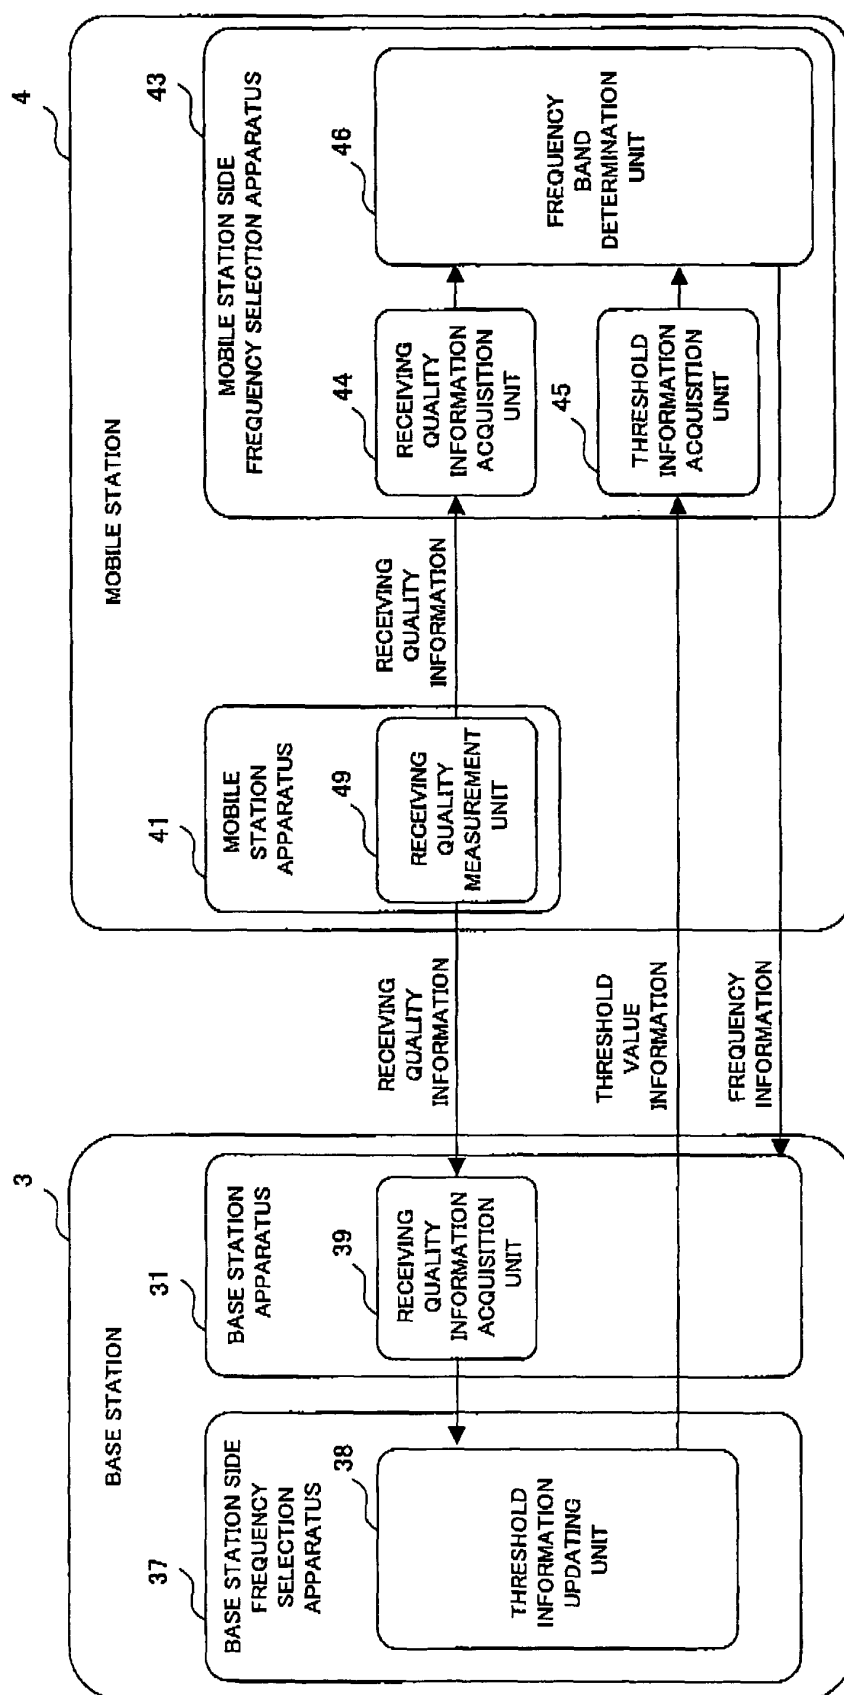 3
BASE STATION
37
BASE STATION SIDE
FREQUENCY
SELECTION
APPARATUS
38
THRESHOLD
INFORMATION
UPDATING
UNIT
31
BASE STATION
APPARATUS
39
RECEIVING
QUALITY
INFORMATION
ACQUISITION
UNIT
RECEIVING
QUALITY
INFORMATION
THRESHOLD
VALUE
INFORMATION
FREQUENCY
INFORMATION
4
MOBILE STATION
41
MOBILE
STATION
APPARATUS
49
RECEIVING
QUALITY
MEASUREMENT
UNIT
RECEIVING
QUALITY
INFORMATION
43
MOBILE STATION SIDE
FREQUENCY SELECTION APPARATUS
44
RECEIVING
QUALITY
INFORMATION
ACQUISITION
UNIT
45
THRESHOLD
INFORMATION
ACQUISITION
UNIT
46
FREQUENCY
BAND
DETERMINATION
UNIT